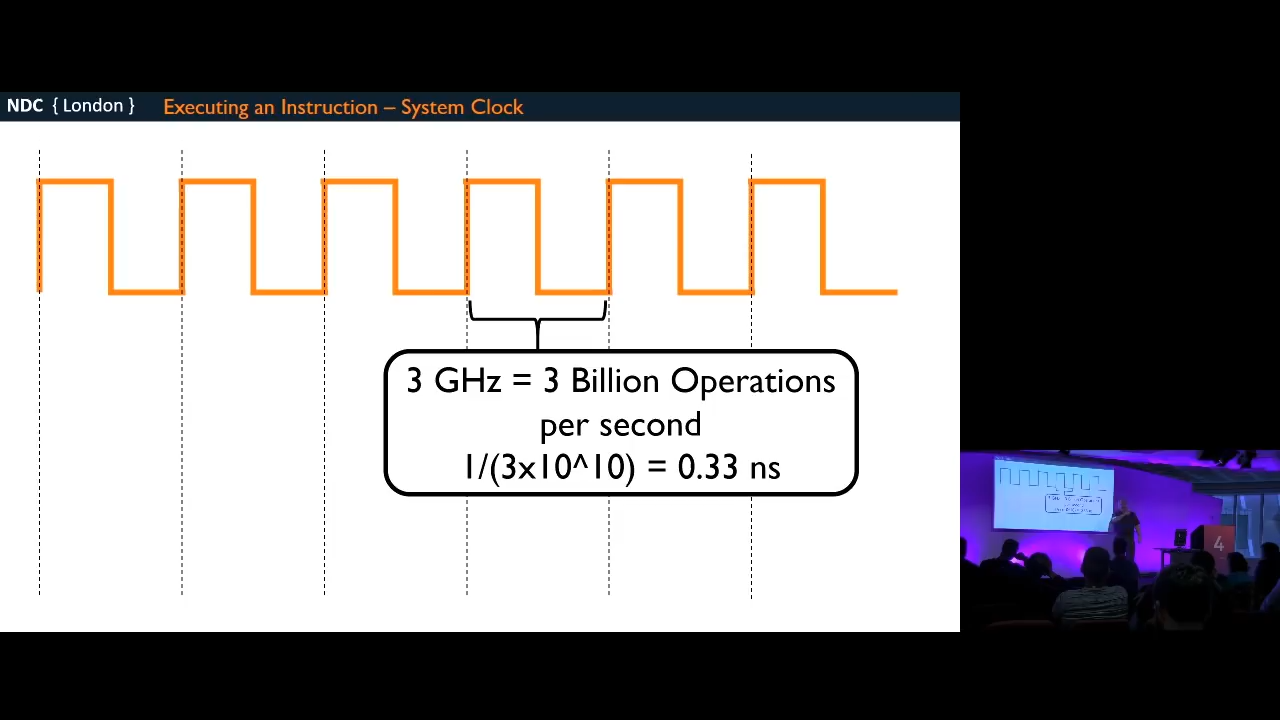 NDC { London } Executing an Instruction – System Clock
3 GHz = 3 Billion Operations
per second
1/(3x10^10) = 0.33 ns
4